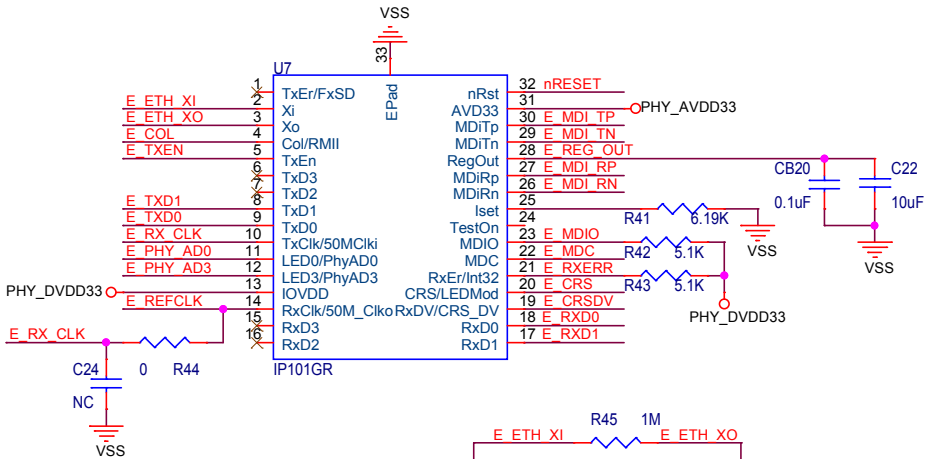 VSS
33
U7
EPad
1 TxEr/FxSD nRst 32 nRESET
E_ETH_XI 2 Xi AVD33 31 PHY_AVDD33
E_ETH_XO 3 Xo MDiTp 30 E_MDI_TP
E_COL 4 Col/RMII MDiTn 29 E_MDI_TN
E_TXEN 5 TxEn RegOut 28 E_REG_OUT
6 TxD3 MDiRp 27 E_MDI_RP
7 TxD2 MDiRn 26 E_MDI_RN
CB20 C22
0.1uF 10uF
VSS
E_TXD1 8 TxD1 Iset 25
R41 6.19K
VSS
E_TXD0 9 TxD0 TestOn 24
E_RX_CLK 10 TxClk/50MClki MDIO 23 E_MDIO
R42 5.1K
E_PHY_AD0 11 LED0/PhyAD0 MDC 22 E_MDC
E_PHY_AD3 12 LED3/PhyAD3 RxEr/Int32 21 E_RXERR
R43 5.1K
PHY_DVDD33 13 IOVDD CRS/LEDMod 20 E_CRS
E_REFCLK 14 RxClk/50M_Clko RxDV/CRS_DV 19 E_CRSDV
PHY_DVDD33
15 RxD3 RxD0 18 E_RXD0
16 RxD2 RxD1 17 E_RXD1
E_RX_CLK
C24 0 R44
IP101GR
NC
VSS
R45 1M
E_ETH_XI E_ETH_XO